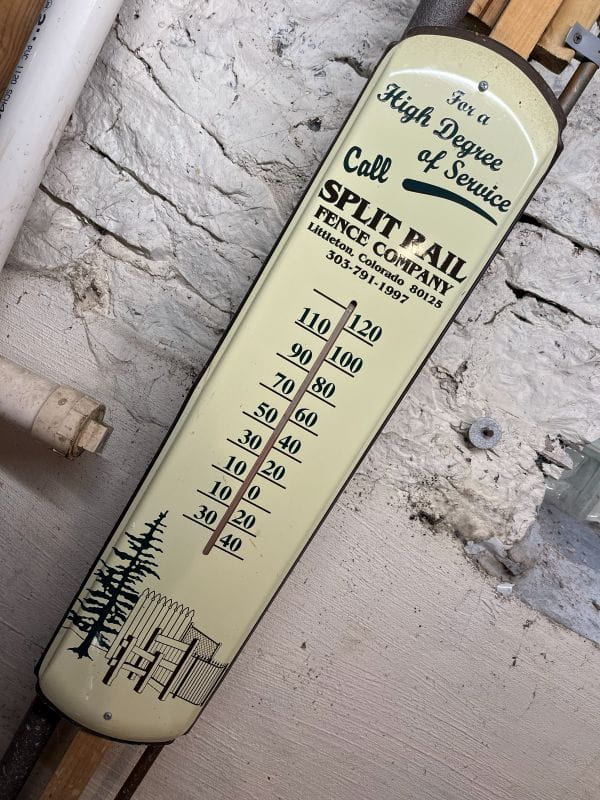 For a
High Degree
of Service
Call
SPLIT RAIL
FENCE COMPANY
Littleton, Colorado 80125
303-791-1997
120
110
100
90
80
70
60
50
40
30
20
10
0
10
20
30
40